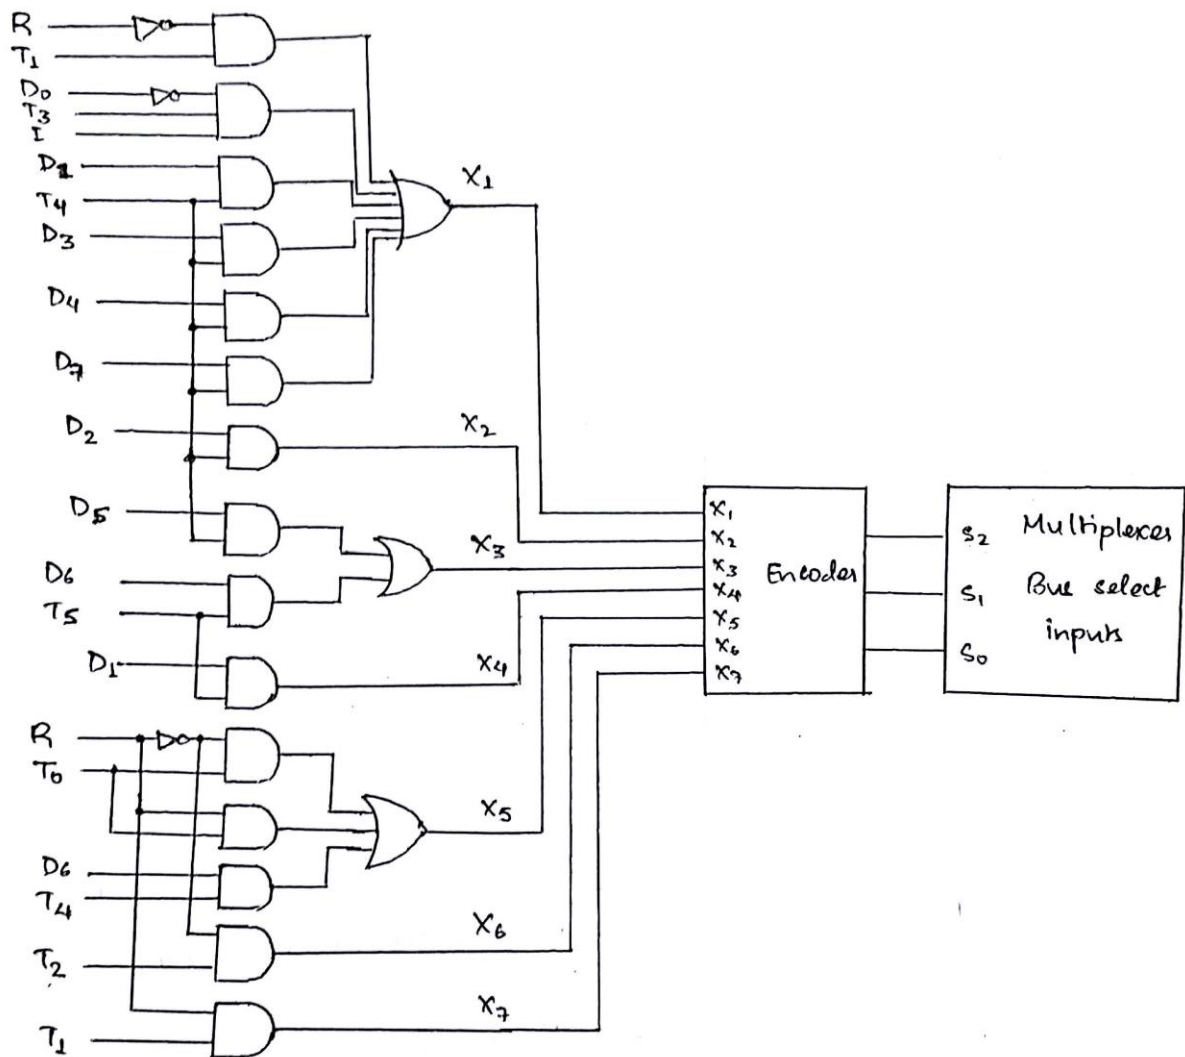 R
T1
D0
T3
I
D1
T4
D3
D4
D7
X1
D2
X2
D5
X3
D6
T5
D1
X4
R
T0
X5
D6
T4
X6
T2
X7
T1
X1
X2
X3
X4
X5
X6
X7
Encoder
S2
S1
S0
Multiplexer
Bus select
inputs